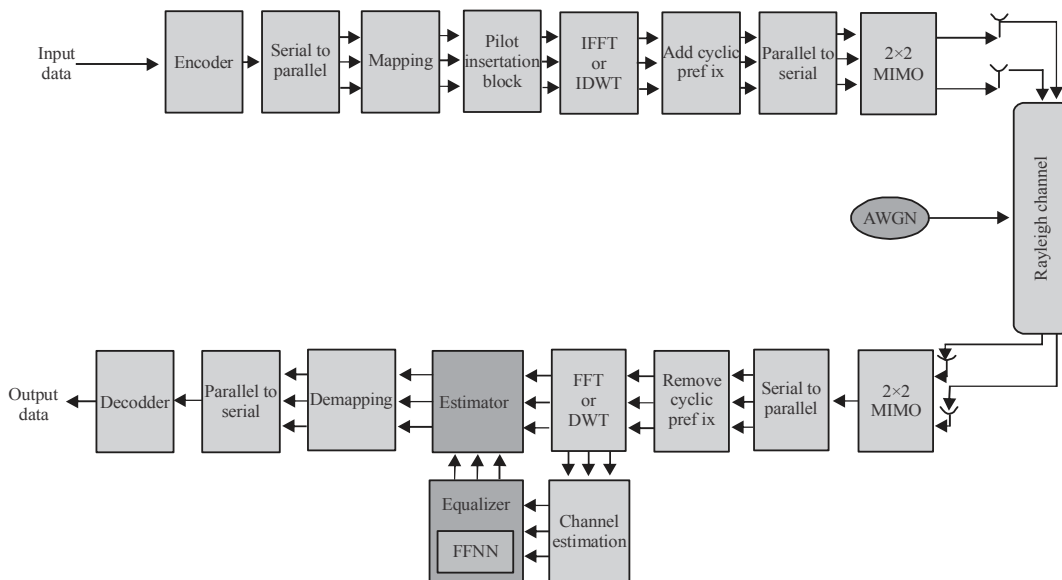 Input
data
Encoder
Serial to
parallel
Mapping
Pilot
insertation
block
IFFT
or
IDWT
Add cyclic
pref ix
Parallel to
serial
2×2
MIMO
AWGN
Rayleigh channel
Output
data
Decodder
Parallel to
serial
Demapping
Estimator
FFT
or
DWT
Remove
cyclic
pref ix
Serial to
parallel
2×2
MIMO
Equalizer
FFNN
Channel
estimation